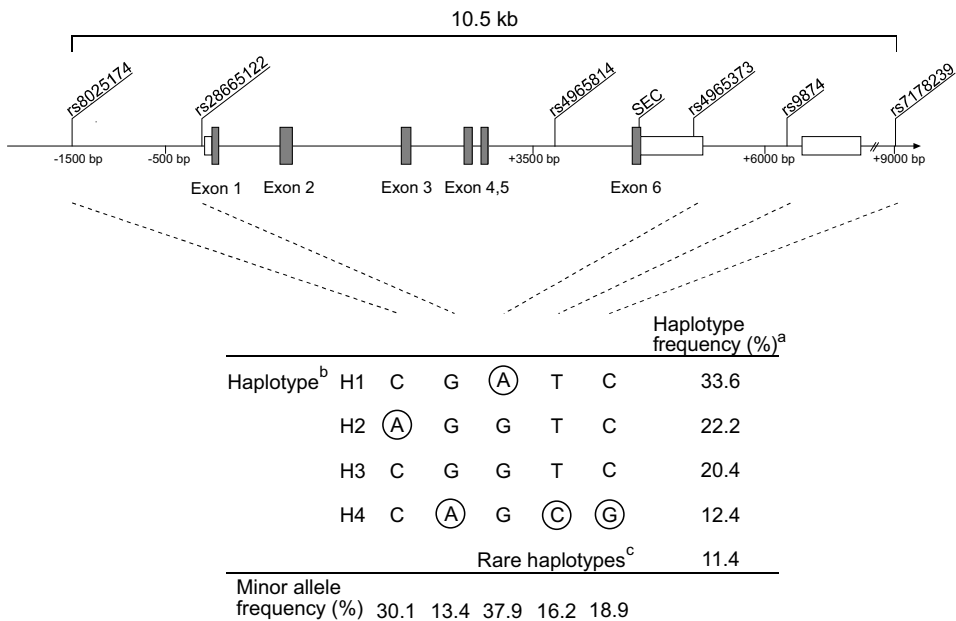 10.5 kb
rs8025174 rs28665122 rs4965814 SEC rs4965373 rs9874 rs7178239
-1500 bp -500 bp +3500 bp +6000 bp +9000 bp
Exon 1 Exon 2 Exon 3 Exon 4,5 Exon 6
Haplotype
frequency (%)a
Haplotypeb H1 C G A T C 33.6
H2 A G G T C 22.2
H3 C G G T C 20.4
H4 C A G C G 12.4
Rare haplotypesc 11.4
Minor allele
frequency (%) 30.1 13.4 37.9 16.2 18.9